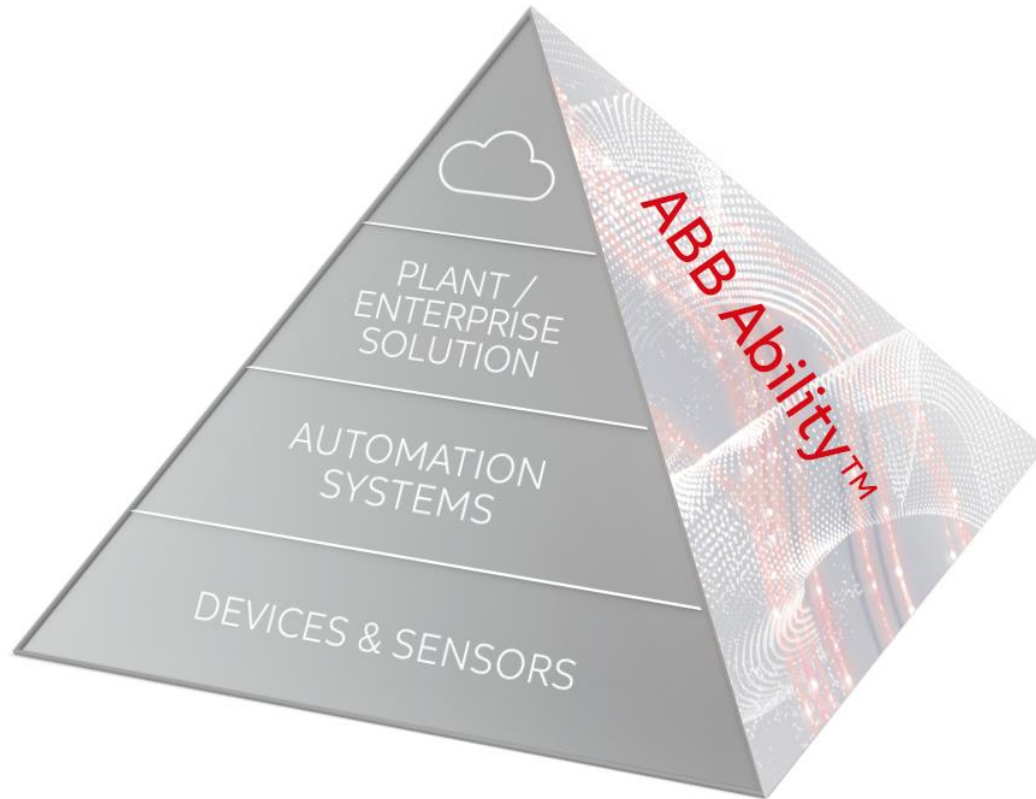 PLANT /
ENTERPRISE
SOLUTION
AUTOMATION
SYSTEMS
DEVICES & SENSORS
ABB Ability™